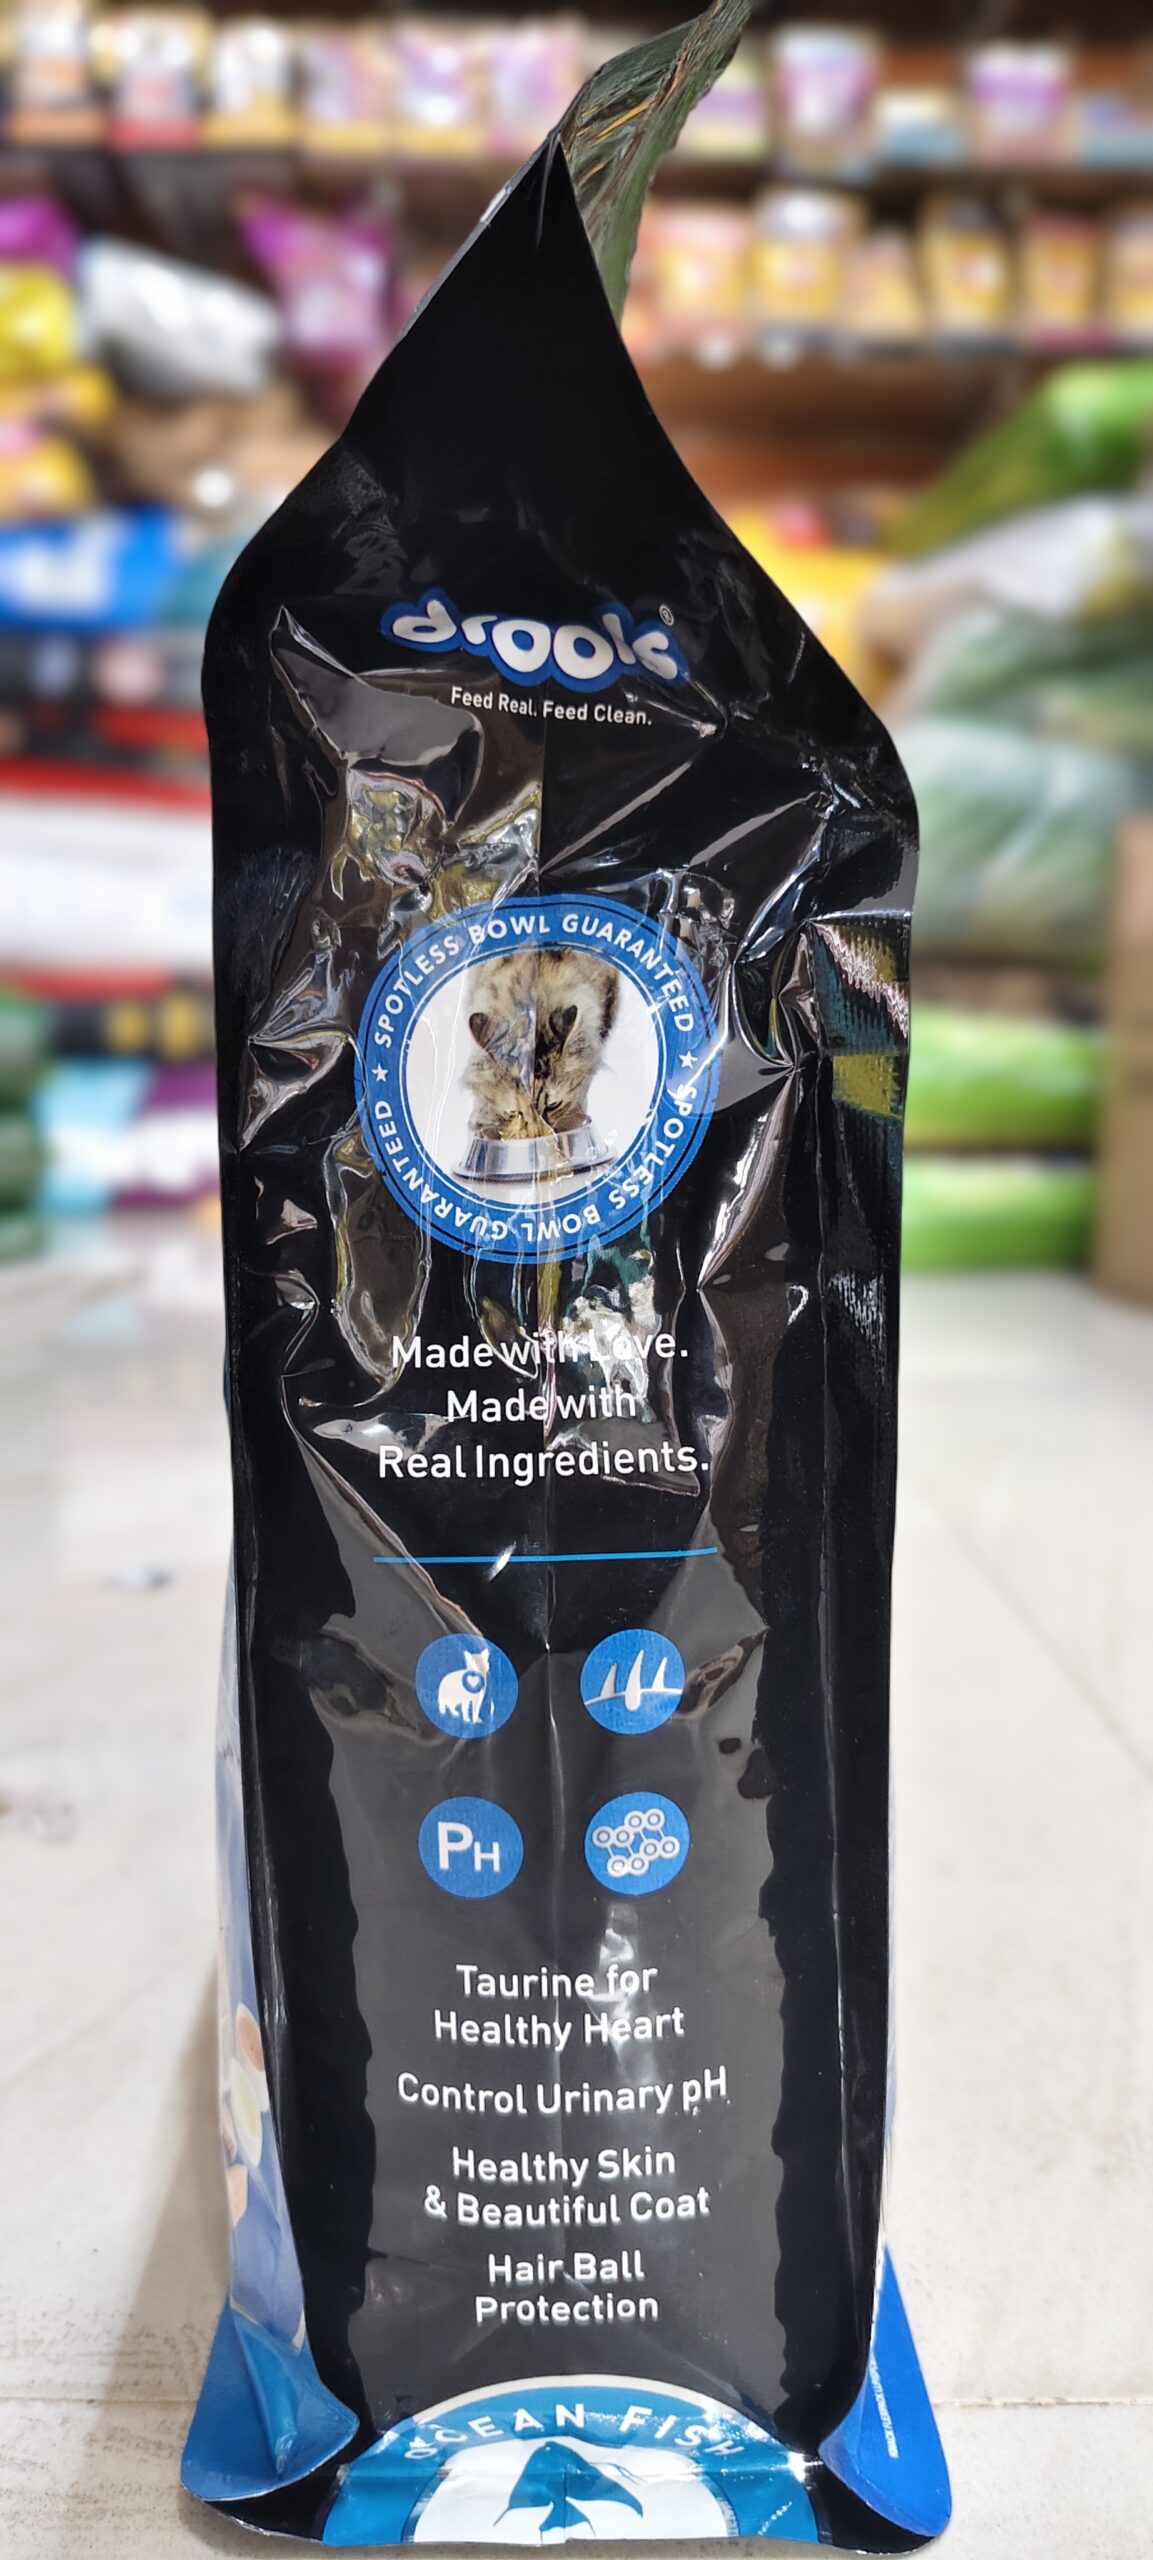 drools®
Feed Real. Feed Clean.
SPOTLESS BOWL GUARANTEED ★ SPOTLESS BOWL GUARANTEED ★
Made with Love.
Made with
Real Ingredients.
PH
Taurine for
Healthy Heart
Control Urinary pH
Healthy Skin
& Beautiful Coat
Hair Ball
Protection
OCEAN FISH